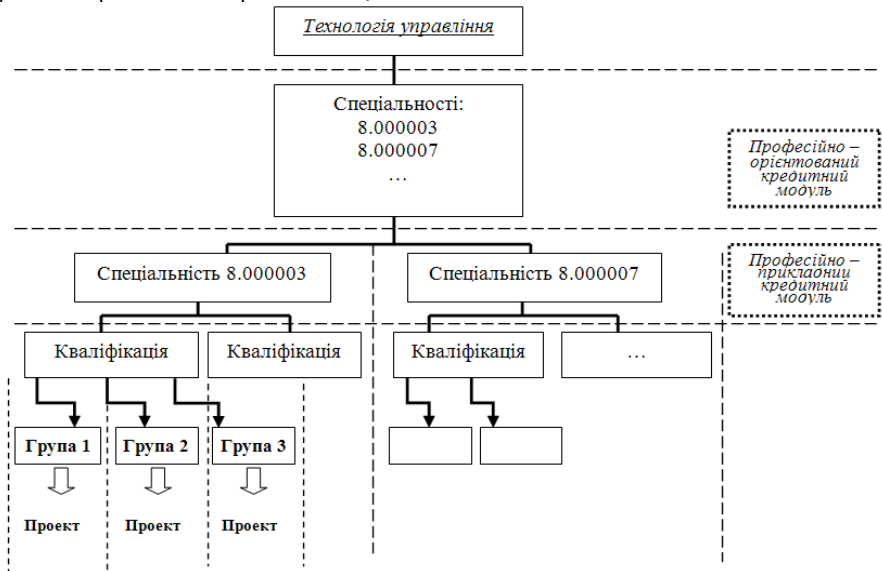 Технологія управління
Спеціальності:
8.000003
8.000007
…
Професійно –
орієнтований
кредитний
модуль
Спеціальність 8.000003
Спеціальність 8.000007
Професійно –
прикладний
кредитний
модуль
Кваліфікація
Кваліфікація
Кваліфікація
…
Група 1
Група 2
Група 3
Проект
Проект
Проект